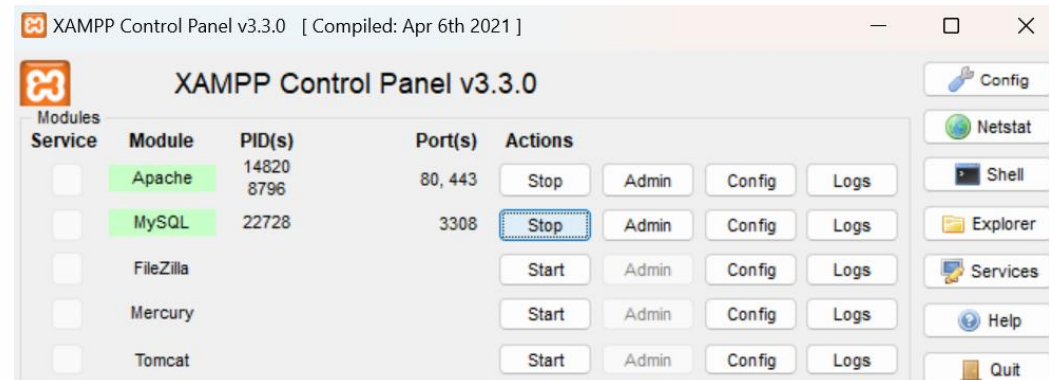 XAMPP Control Panel v3.3.0 [ Compiled: Apr 6th 2021 ]
XAMPP Control Panel v3.3.0
Config
Modules
Netstat
Service Module PID(s) Port(s) Actions
Apache 14820 8796 80, 443 Stop Admin Config Logs
Shell
MySQL 22728 3308 Stop Admin Config Logs
Explorer
FileZilla Start Admin Config Logs
Services
Mercury Start Admin Config Logs
Help
Tomcat Start Admin Config Logs
Quit